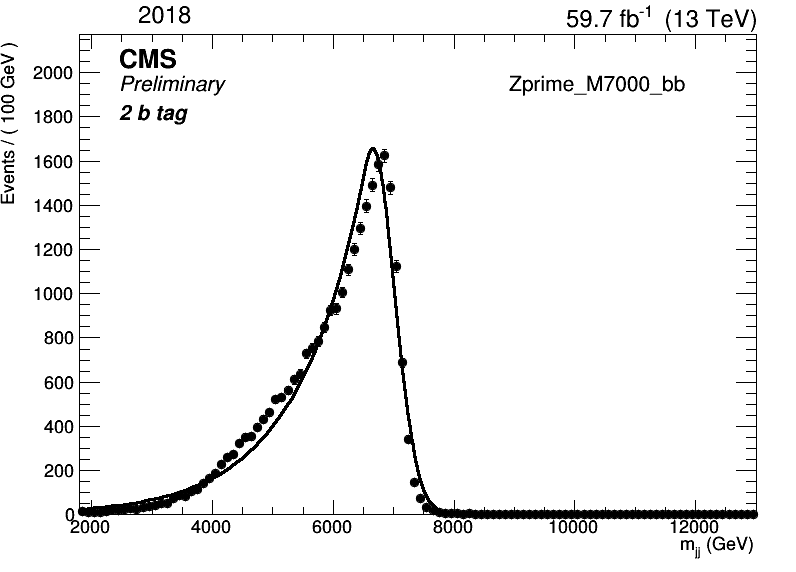 2018
59.7 fb-1 (13 TeV)
CMS
Preliminary
2 b tag
Zprime_M7000_bb
Events / ( 100 GeV )
2000
1800
1600
1400
1200
1000
800
600
400
200
0
2000 4000 6000 8000 10000 12000
mjj (GeV)